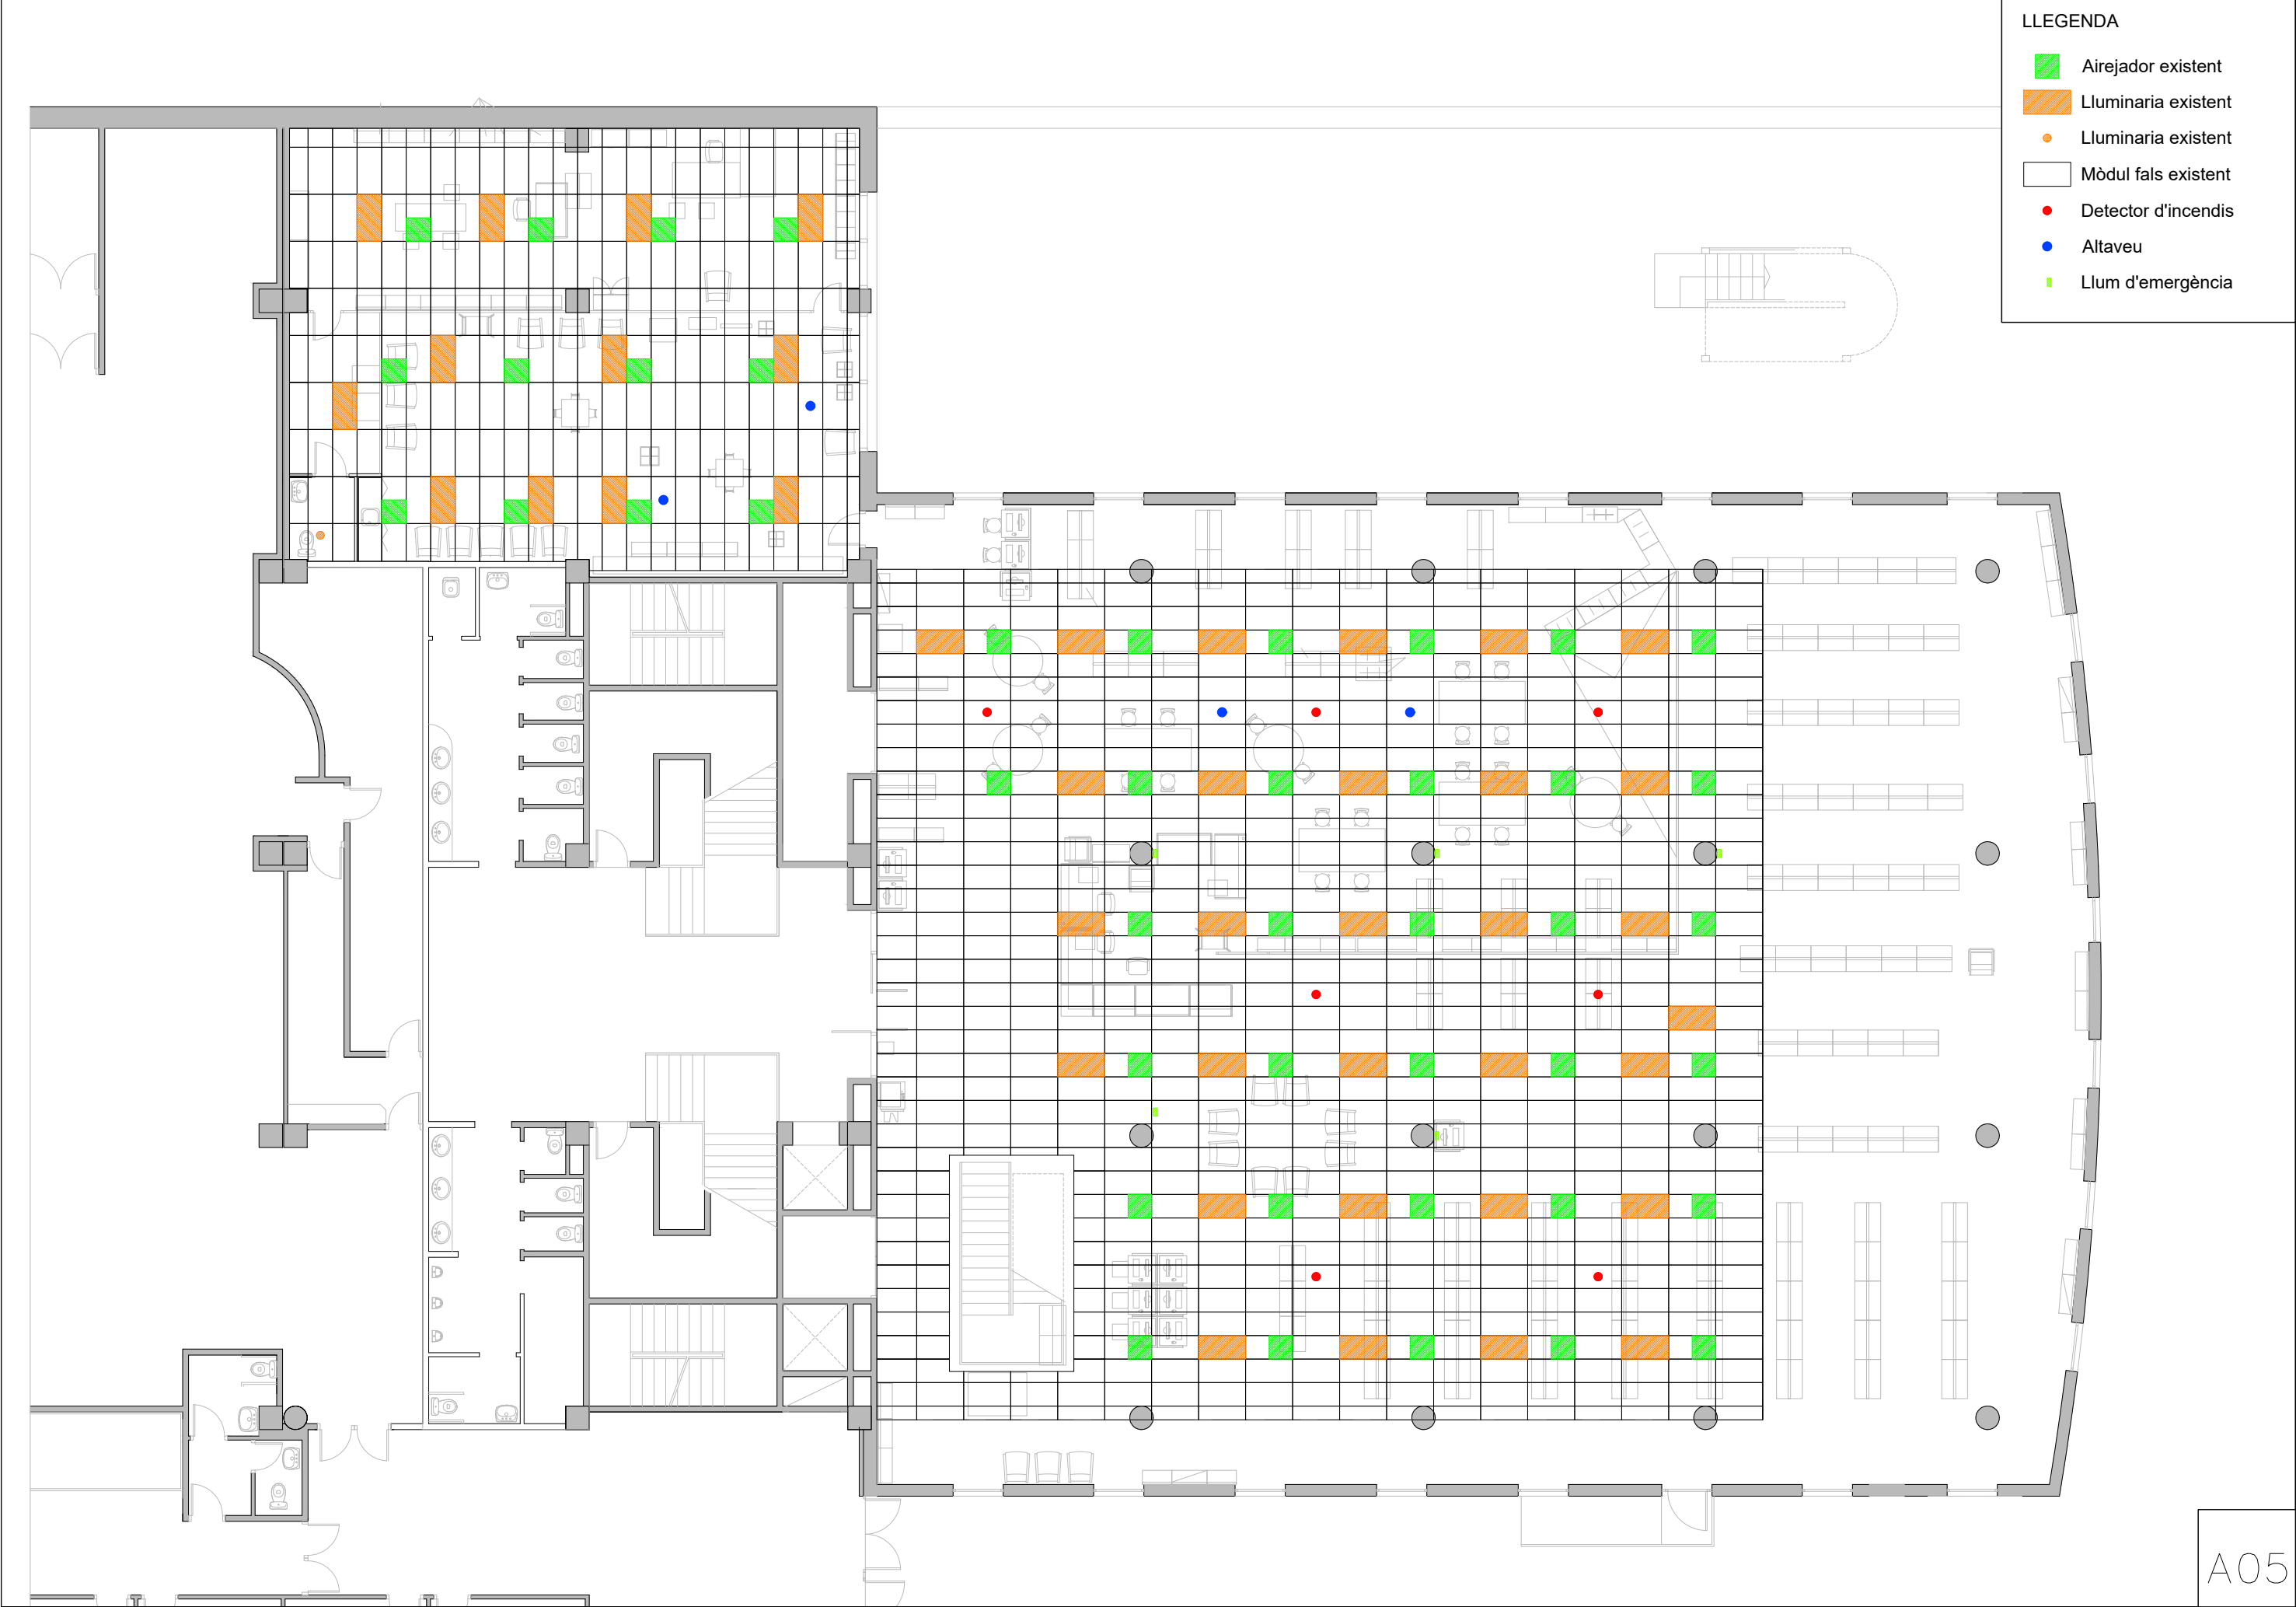 LLEGENDA
Airejador existent
Lluminaria existent
Lluminaria existent
Mòdul fals existent
Detector d'incendis
Altaveu
Llum d'emergència
A05